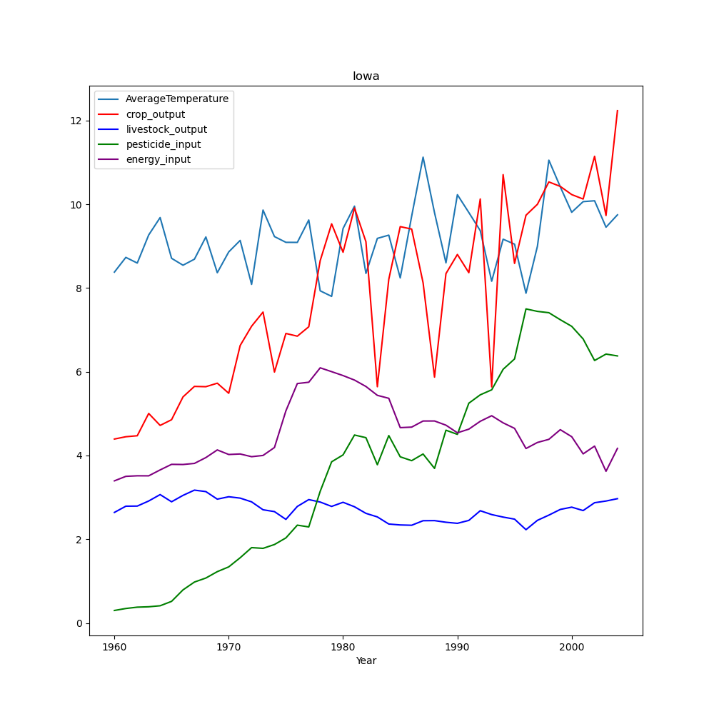 Iowa
AverageTemperature
crop_output
livestock_output
pesticide_input
energy_input
12
10
8
6
4
2
0
1960 1970 1980 1990 2000
Year